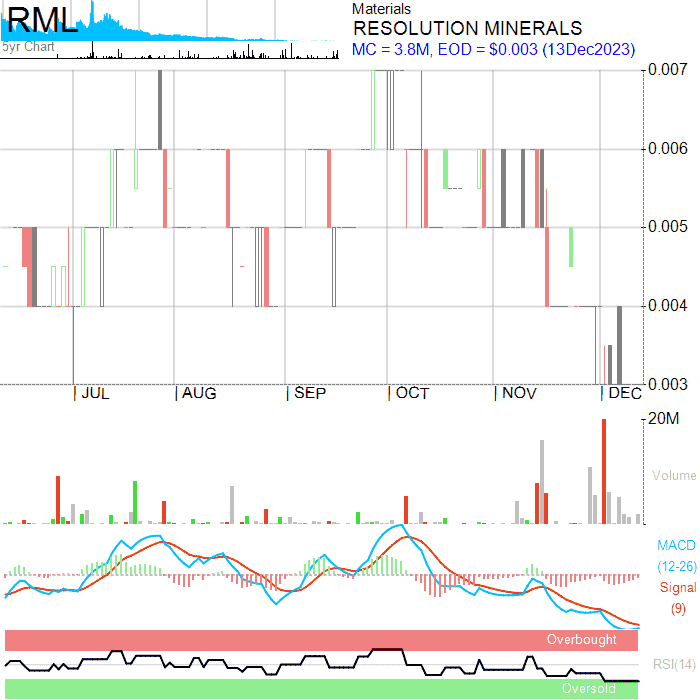 RML
5yr Chart
Materials
RESOLUTION MINERALS
MC = 3.8M, EOD = $0.003 (13Dec2023)
0.007
0.006
0.005
0.004
0.003
JUL AUG SEP OCT NOV DEC
20M
Volume
MACD
(12-26)
Signal
(9)
Overbought
RSI(14)
Oversold